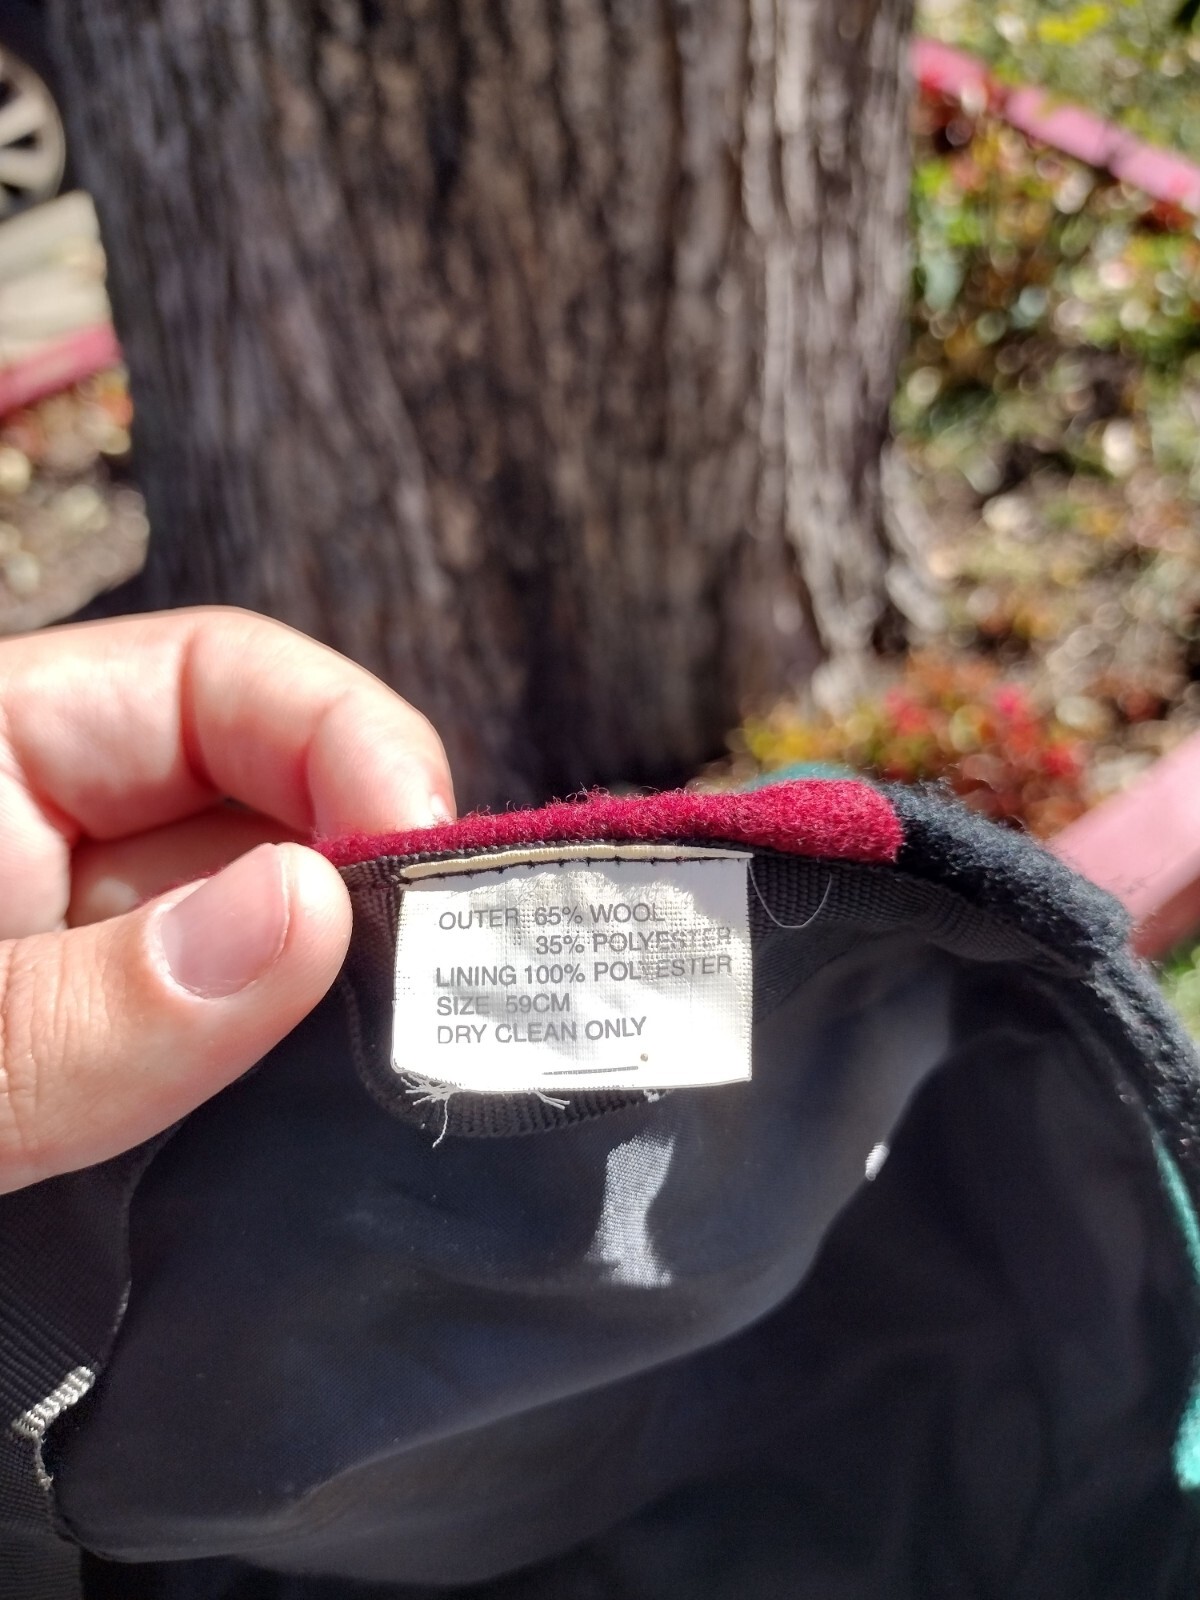 OUTER 65% WOOL
35% POLYESTER
LINING 100% POLYESTER
SIZE 59CM
DRY CLEAN ONLY